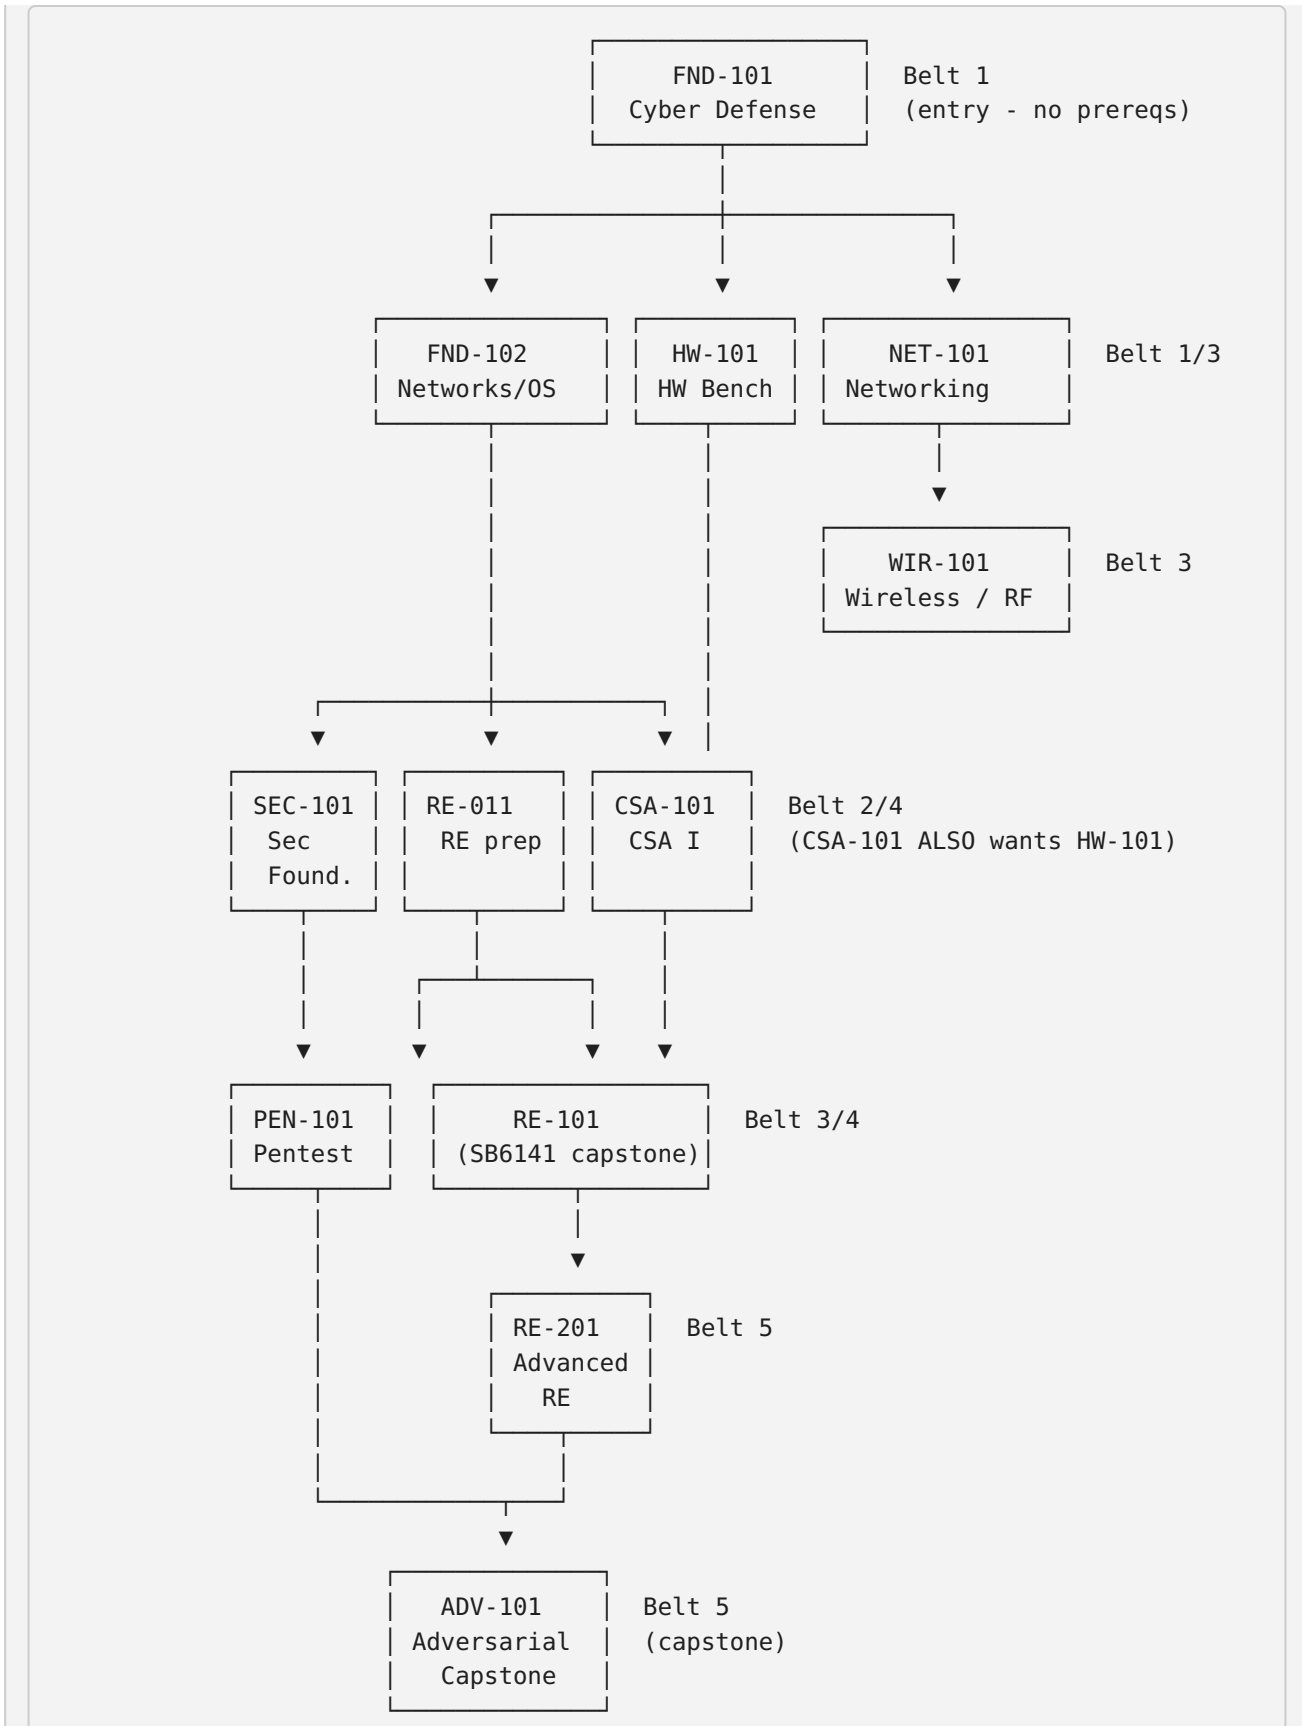 FND-101 Belt 1
Cyber Defense (entry - no prereqs)
FND-102 HW-101 NET-101 Belt 1/3
Networks/OS HW Bench Networking
WIR-101 Belt 3
Wireless / RF
SEC-101 RE-011 CSA-101 Belt 2/4
Sec RE prep CSA I (CSA-101 ALSO wants HW-101)
Found.
PEN-101 RE-101 Belt 3/4
Pentest (SB6141 capstone)
RE-201 Belt 5
Advanced
RE
ADV-101 Belt 5
Adversarial (capstone)
Capstone